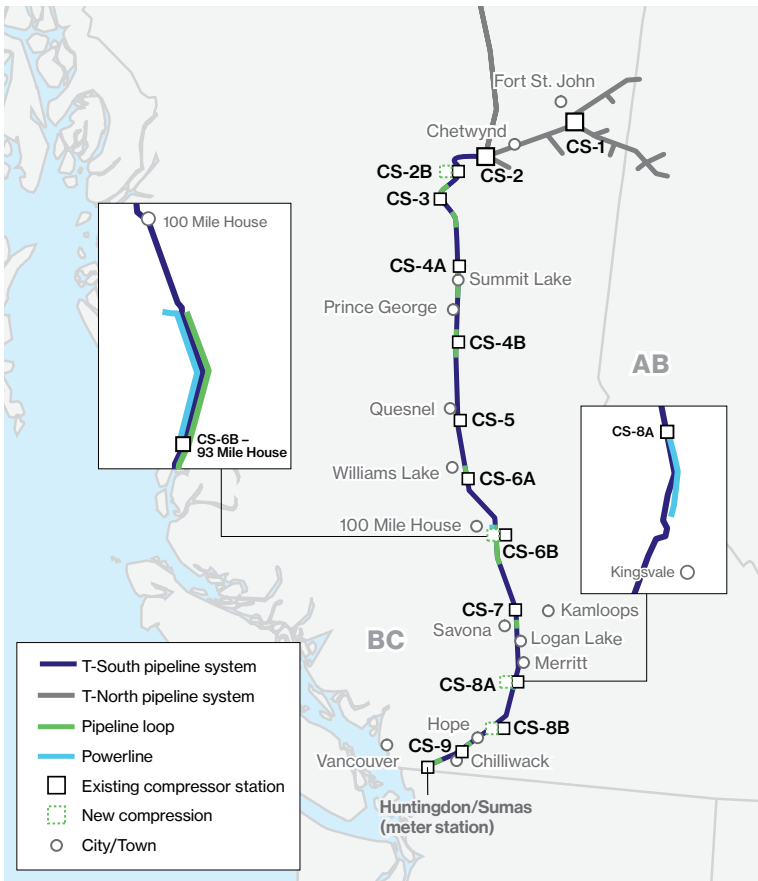 Fort St. John
Chetwynd
CS-1
CS-2
CS-2B
CS-3
100 Mile House
CS-4A
Summit Lake
Prince George
CS-4B
AB
Quesnel
CS-5
CS-8A
CS-6B –
93 Mile House
Williams Lake
CS-6A
100 Mile House
CS-6B
Kingsvale
CS-7
Kamloops
Savona
BC
Logan Lake
Merritt
CS-8A
Hope
CS-8B
CS-9
Vancouver
Chilliwack
Huntingdon/Sumas
(meter station)
T-South pipeline system
T-North pipeline system
Pipeline loop
Powerline
Existing compressor station
New compression
City/Town